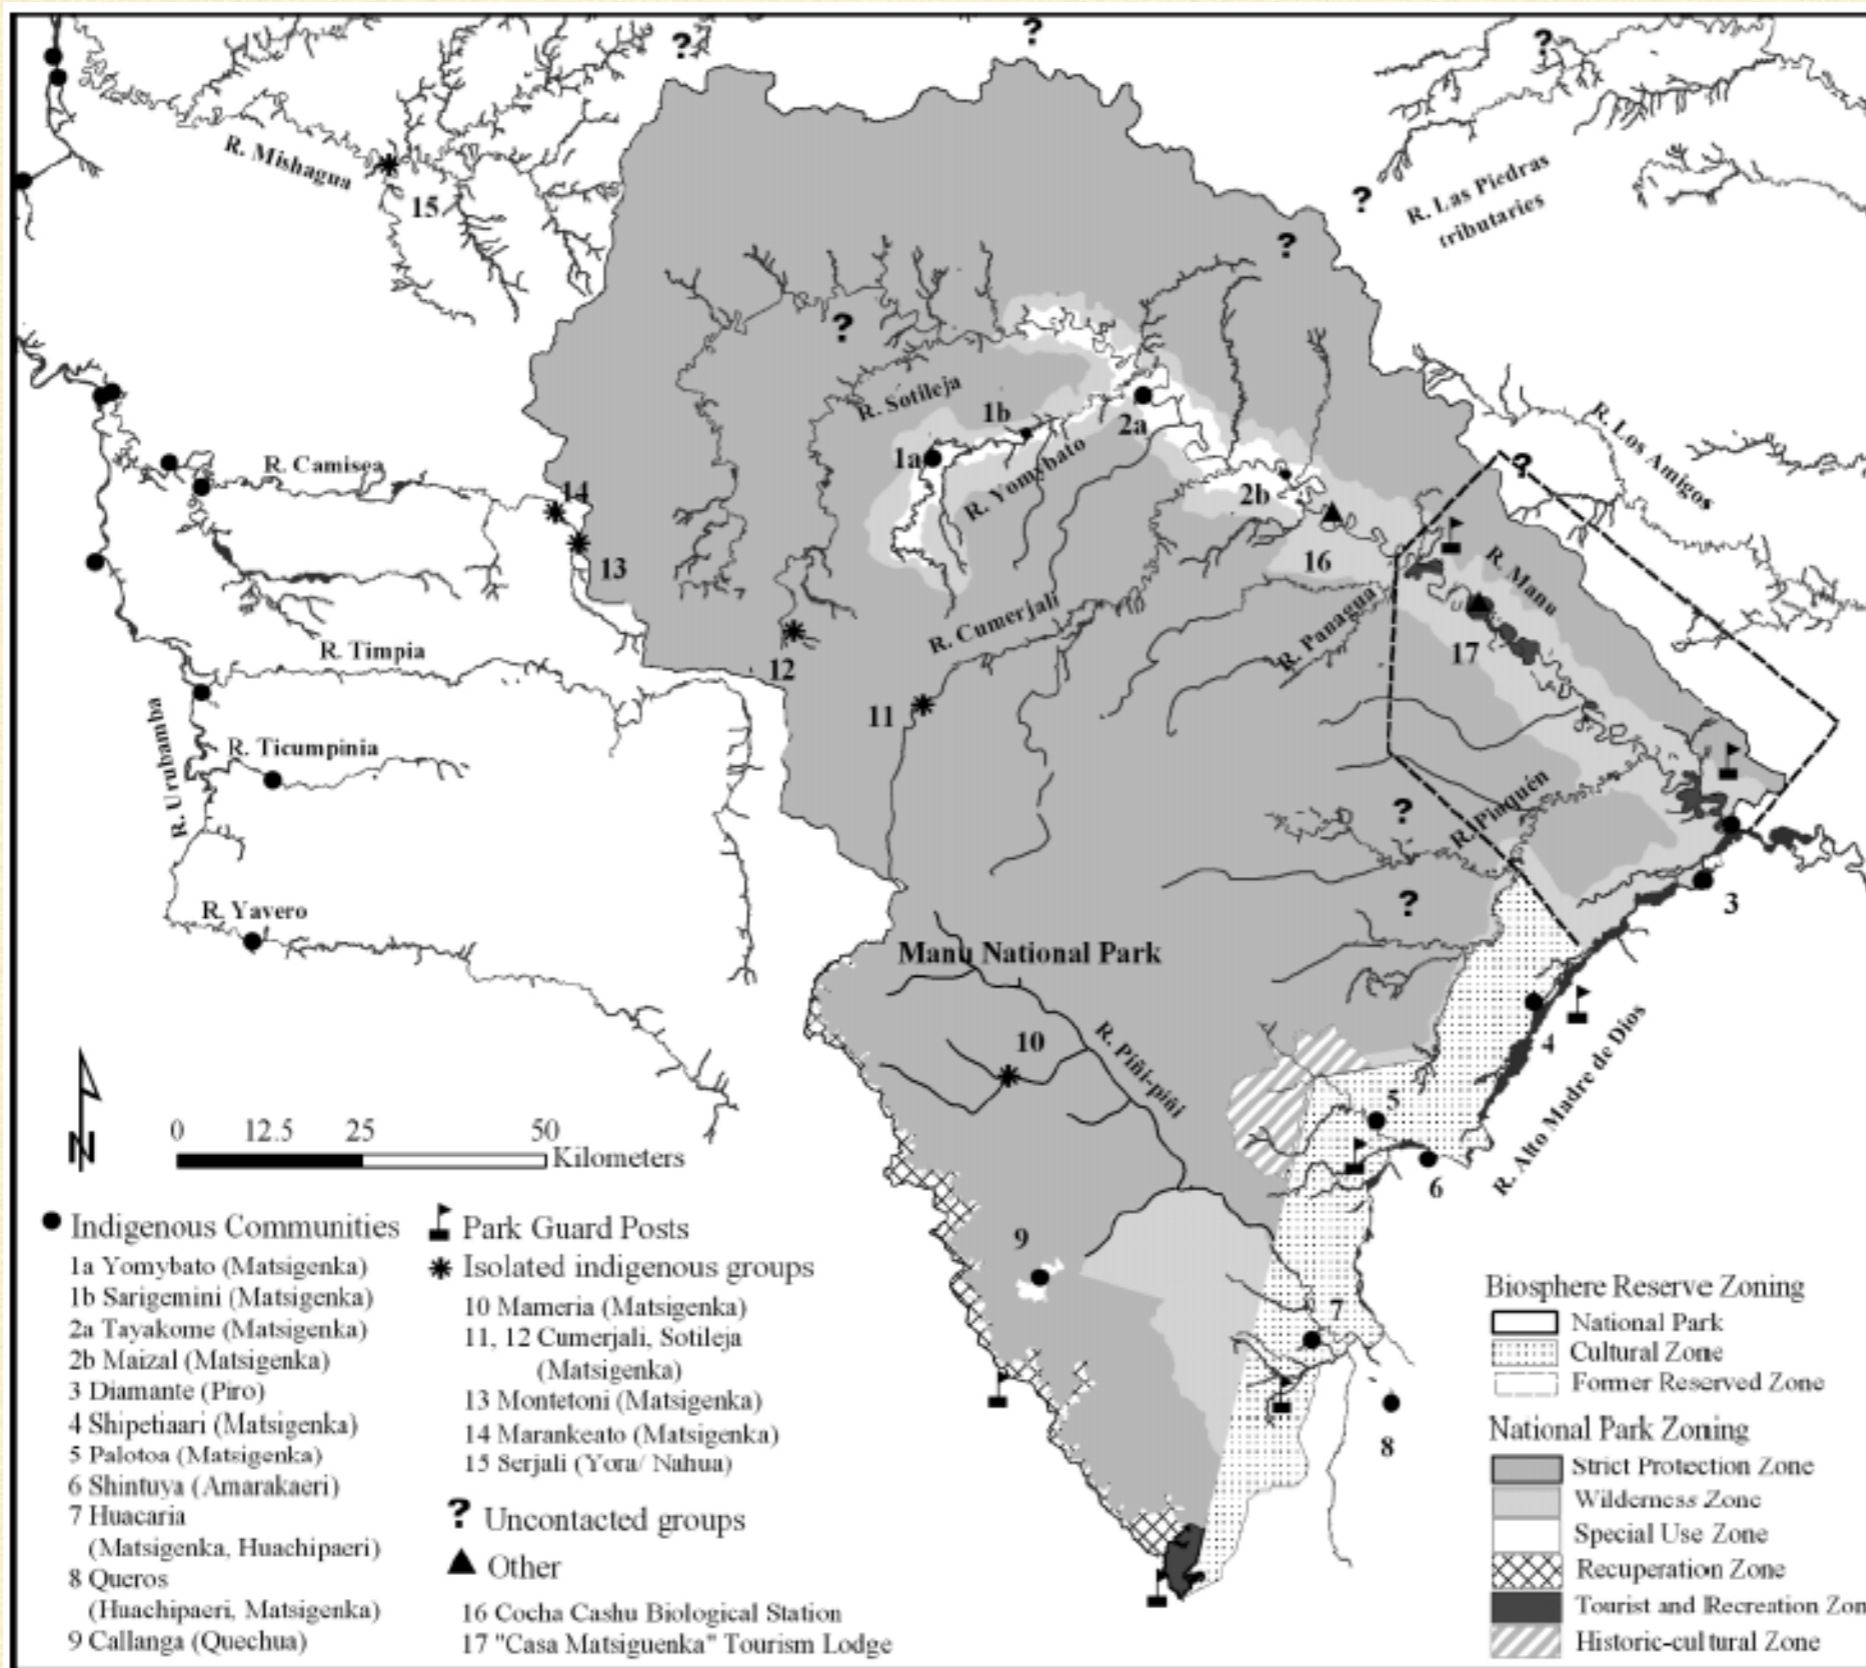 ?
?
?
R. Mishagua
15
?
R. Las Piedras
tributaries
?
?
R. Sotileja
1b
2a
1a
R. Yomybato
R. Camisea
14
13
2b
16
?
R. Los Amigos
R. Manu
R. Timpia
12
R. Cumerjali
R. Panagua
17
11
R. Urubamba
R. Ticumpinia
?
R. Pinquén
R. Yavero
?
3
Manu National Park
10
R. Piñi-piñi
4
R. Alto Madre de Dios
5
6
N
0 12.5 25 50
Kilometers
9
7
8
Indigenous Communities
1a Yomybato (Matsigenka)
1b Sarigemini (Matsigenka)
2a Tayakome (Matsigenka)
2b Maizal (Matsigenka)
3 Diamante (Piro)
4 Shipetiaari (Matsigenka)
5 Palotoa (Matsigenka)
6 Shintuya (Amarakaeri)
7 Huacaria
(Matsigenka, Huachipaeri)
8 Queros
(Huachipaeri, Matsigenka)
9 Callanga (Quechua)
Park Guard Posts
Isolated indigenous groups
10 Mameria (Matsigenka)
11, 12 Cumerjali, Sotileja
(Matsigenka)
13 Montetoni (Matsigenka)
14 Marankeato (Matsigenka)
15 Serjali (Yora/ Nahua)
? Uncontacted groups
Other
16 Cocha Cashu Biological Station
17 "Casa Matsiguenka" Tourism Lodge
Biosphere Reserve Zoning
National Park
Cultural Zone
Former Reserved Zone
National Park Zoning
Strict Protection Zone
Wilderness Zone
Special Use Zone
Recuperation Zone
Tourist and Recreation Zon
Historic-cultural Zone